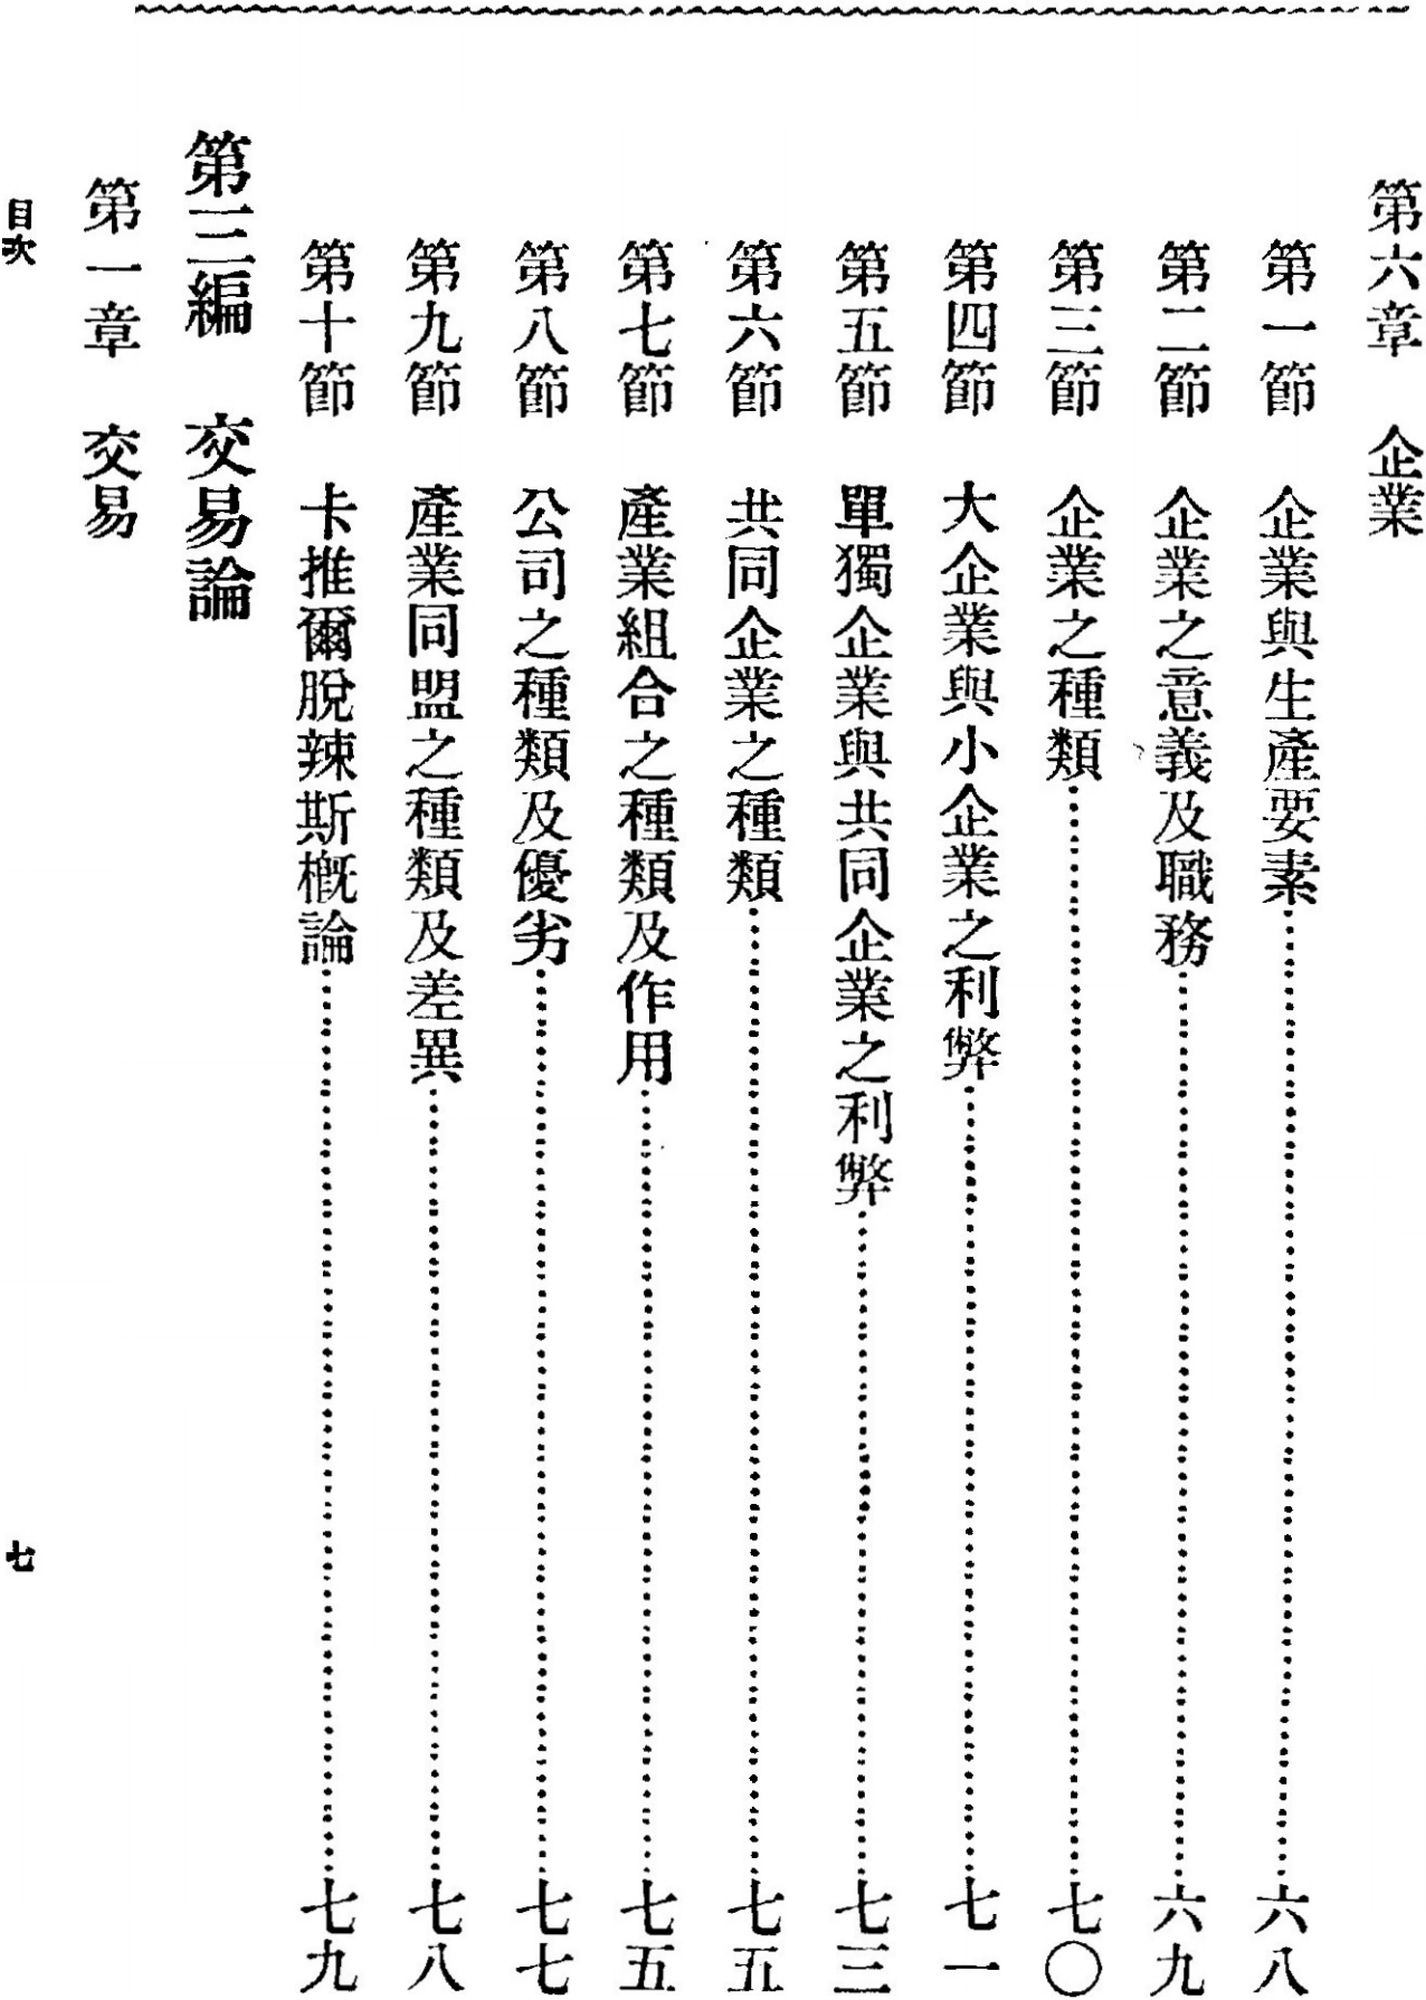 第六章　企業
第一節　企業與生產要素……………………六八
第二節　企業之意義及職務……………………六九
第三節　企業之種類……………………七〇
第四節　大企業與小企業之利弊……………………七一
第五節　單獨企業與共同企業之利弊……………………七三
第六節　共同企業之種類……………………七五
第七節　產業組合之種類及作用……………………七五
第八節　公司之種類及優劣……………………七七
第九節　產業同盟之種類及差異……………………七八
第十節　卡推爾脫辣斯概論……………………七九
第三編　交易論
第一章　交易
目次
七